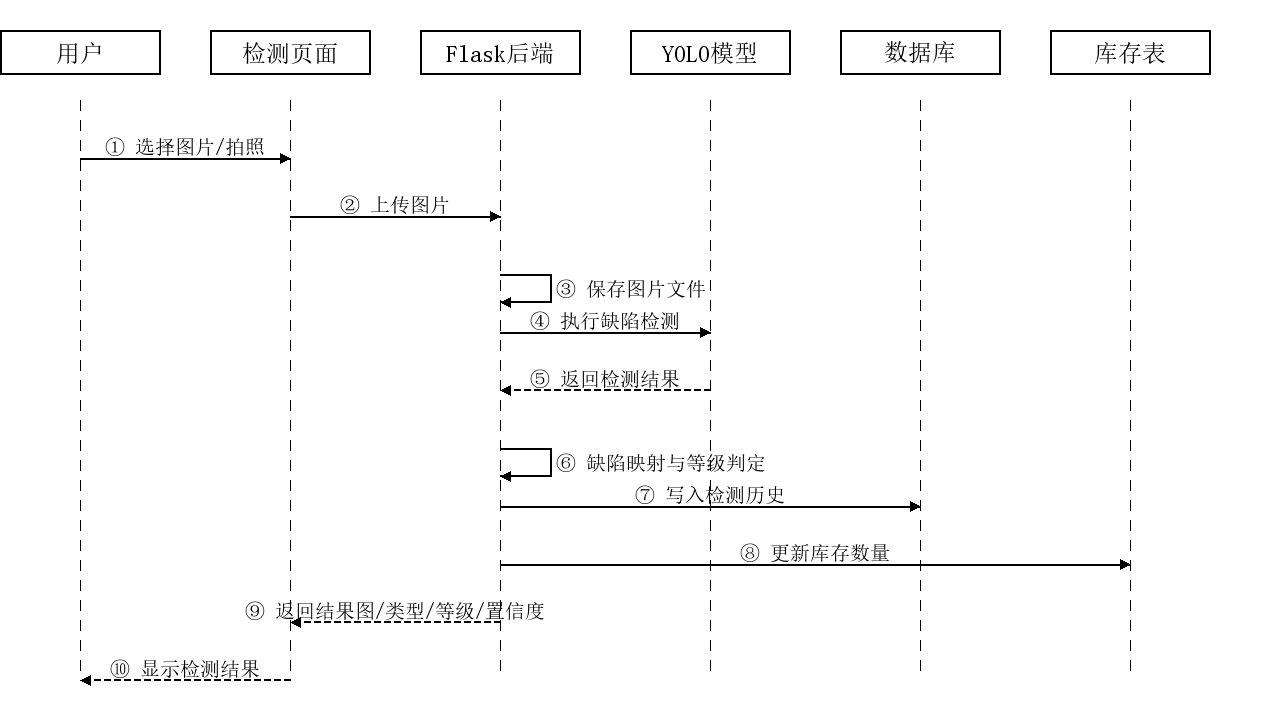 用户
检测页面
Flask后端
YOLO模型
数据库
库存表
① 选择图片/拍照
② 上传图片
③ 保存图片文件
④ 执行缺陷检测
⑤ 返回检测结果
⑥ 缺陷映射与等级判定
⑦ 写入检测历史
⑧ 更新库存数量
⑨ 返回结果图/类型/等级/置信度
⑩ 显示检测结果